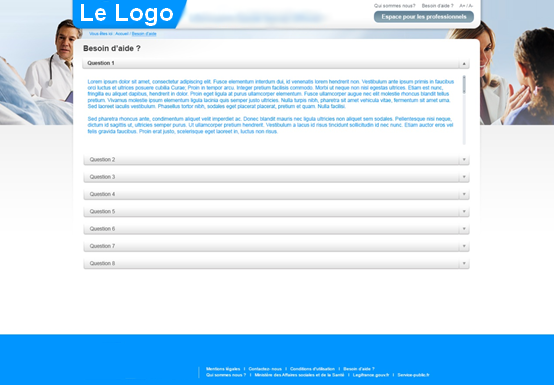 Le Logo
Qui sommes nous? Besoin d'aide ? A+ / A-
Espace pour les professionnels
Vous êtes ici : Accueil / Besoin d'aide
Besoin d'aide ?
Question 1
Lorem ipsum dolor sit amet, consectetur adipiscing elit. Fusce elementum interdum dui, id venenatis lorem hendrerit non. Vestibulum ante ipsum primis in faucibus
orci luctus et ultrices posuere cubilia Curae; Proin in tempor arcu. Integer pretium facilisis commodo. Morbi ut neque non nisi egestas ultrices. Etiam est nunc,
fringilla eu aliquet dapibus, hendrerit in dolor. Proin eget ligula at purus ullamcorper elementum. Fusce ullamcorper augue nec elit molestie rhoncus blandit tellus
pretium. Vivamus molestie ipsum elementum ligula lacinia quis semper justo ultricies. Nulla turpis nibh, pharetra sit amet vehicula vitae, fermentum sit amet urna.
Sed laoreet iaculis vestibulum. Phasellus tortor nibh, sodales eget placerat placerat, pretium et quam. Nulla facilisi.
Sed pharetra rhoncus ante, condimentum aliquet velit imperdiet ac. Donec blandit mauris nec ligula ultricies non aliquet sem sodales. Pellentesque nisi neque,
dictum id sagittis ut, ultricies semper purus. Ut ullamcorper pretium hendrerit. Vestibulum a lacus id risus tincidunt sollicitudin id nec nunc. Etiam auctor eros vel
felis gravida faucibus. Proin erat justo, scelerisque eget laoreet in, luctus non risus.
Question 2
Question 3
Question 4
Question 5
Question 6
Question 7
Question 8
Mentions légales I Contactez- nous I Conditions d'utilisation I Besoin d'aide ?
Qui sommes nous ? I Ministère des Affaires sociales et de la Santé I Legifrance.gouv.fr I Service-public.fr